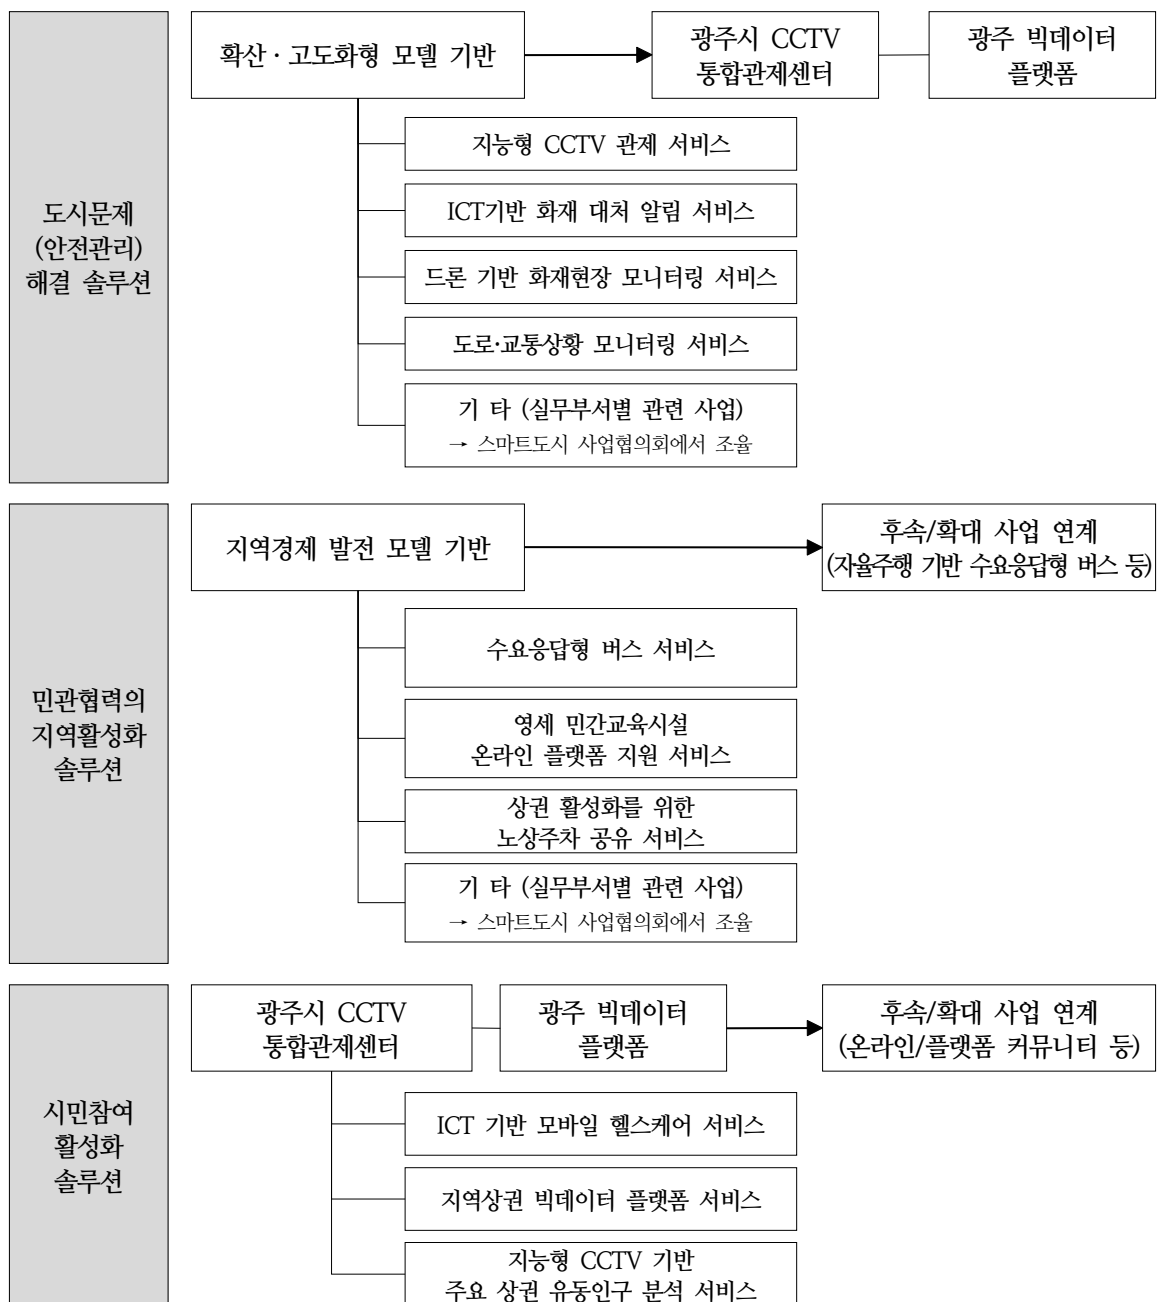 확산 · 고도화형 모델 기반
광주시 CCTV
통합관제센터
광주 빅데이터
플랫폼
도시문제
(안전관리)
해결 솔루션
지능형 CCTV 관제 서비스
ICT기반 화재 대처 알림 서비스
드론 기반 화재현장 모니터링 서비스
도로·교통상황 모니터링 서비스
기 타 (실무부서별 관련 사업)
→ 스마트도시 사업협의회에서 조율
민관협력의
지역활성화
솔루션
지역경제 발전 모델 기반
후속/확대 사업 연계
(자율주행 기반 수요응답형 버스 등)
수요응답형 버스 서비스
영세 민간교육시설
온라인 플랫폼 지원 서비스
상권 활성화를 위한
노상주차 공유 서비스
기 타 (실무부서별 관련 사업)
→ 스마트도시 사업협의회에서 조율
시민참여
활성화
솔루션
광주시 CCTV
통합관제센터
광주 빅데이터
플랫폼
후속/확대 사업 연계
(온라인/플랫폼 커뮤니티 등)
ICT 기반 모바일 헬스케어 서비스
지역상권 빅데이터 플랫폼 서비스
지능형 CCTV 기반
주요 상권 유동인구 분석 서비스